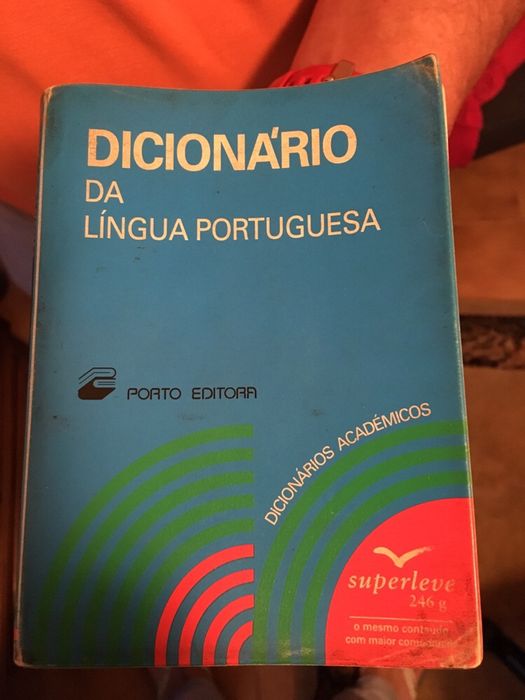 DICIONÁRIO
DA
LÍNGUA PORTUGUESA
PORTO EDITORA
DICIONÁRIOS ACADÉMICOS
superleve
246 g
o mesmo conteúdo
com maior comodidade